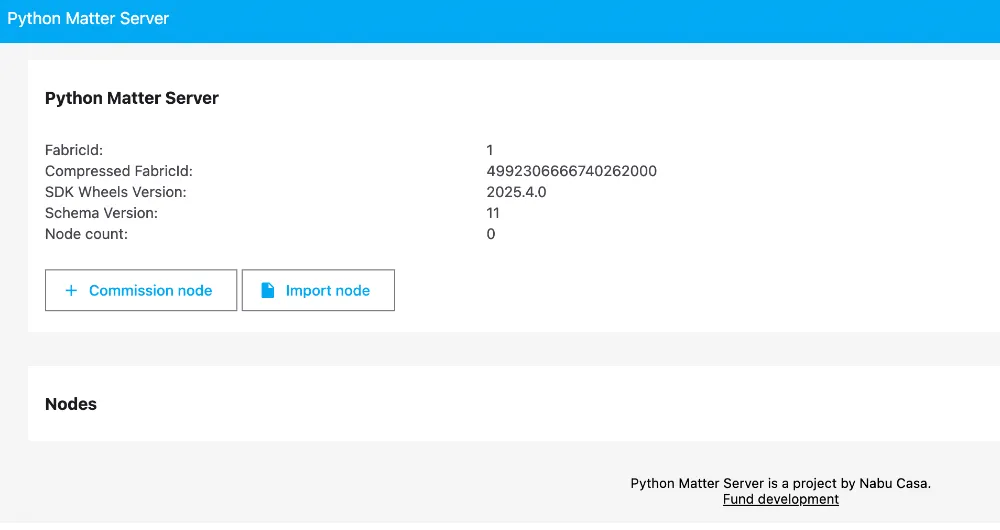 Python Matter Server
Python Matter Server
FabricId: 1
Compressed FabricId: 4992306666740262000
SDK Wheels Version: 2025.4.0
Schema Version: 11
Node count: 0
+ Commission node Import node
Nodes
Python Matter Server is a project by Nabu Casa.
Fund development